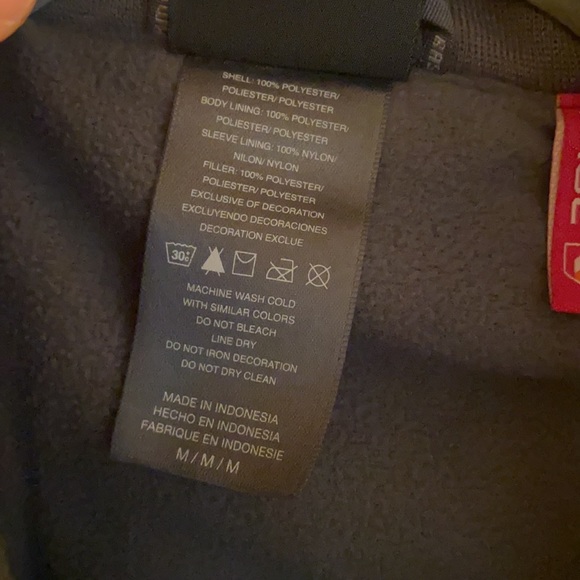 SHELL: 100% POLYESTER/
POLIESTER/ POLYESTER
BODY LINING: 100% POLYESTER/
POLIESTER/ POLYESTER
SLEEVE LINING: 100% NYLON/
NILON/ NYLON
FILLER: 100% POLYESTER/
POLIESTER/ POLYESTER
EXCLUSIVE OF DECORATION
EXCLUYENDO DECORACIONES
DECORATION EXCLUE
30°C
MACHINE WASH COLD
WITH SIMILAR COLORS
DO NOT BLEACH
LINE DRY
DO NOT IRON DECORATION
DO NOT DRY CLEAN
MADE IN INDONESIA
HECHO EN INDONESIA
FABRIQUE EN INDONESIE
M / M / M